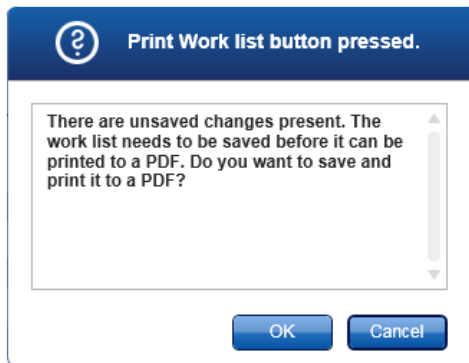 Print Work list button pressed.
There are unsaved changes present. The
work list needs to be saved before it can be
printed to a PDF. Do you want to save and
print it to a PDF?
OK
Cancel